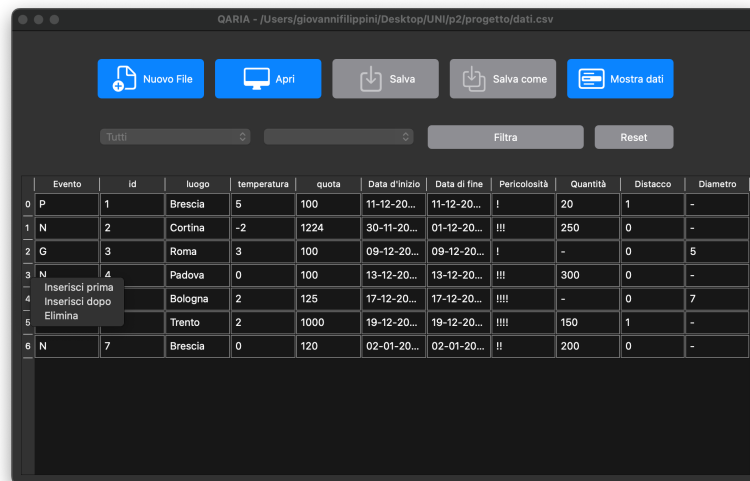 QARIA - /Users/giovannifilippini/Desktop/UNI/p2/progetto/dati.csv
Nuovo File Apri Salva Salva come Mostra dati
Tutti Filtra Reset
Evento id luogo temperatura quota Data d'inizio Data di fine Pericolosità Quantità Distacco Diametro
0 P 1 Brescia 5 100 11-12-20... 11-12-20... ! 20 1 -
1 N 2 Cortina -2 1224 30-11-20... 01-12-20... !!! 250 0 -
2 G 3 Roma 3 100 09-12-20... 09-12-20... ! - 0 5
3 N 4 Padova 0 100 13-12-20... 13-12-20... !!! 300 0 -
Inserisci prima
4 Bologna 2 125 17-12-20... 17-12-20... !!!! - 0 7
Inserisci dopo
Elimina
5 Trento 2 1000 19-12-20... 19-12-20... !!!! 150 1 -
6 N 7 Brescia 0 120 02-01-20... 02-01-20... !! 200 0 -